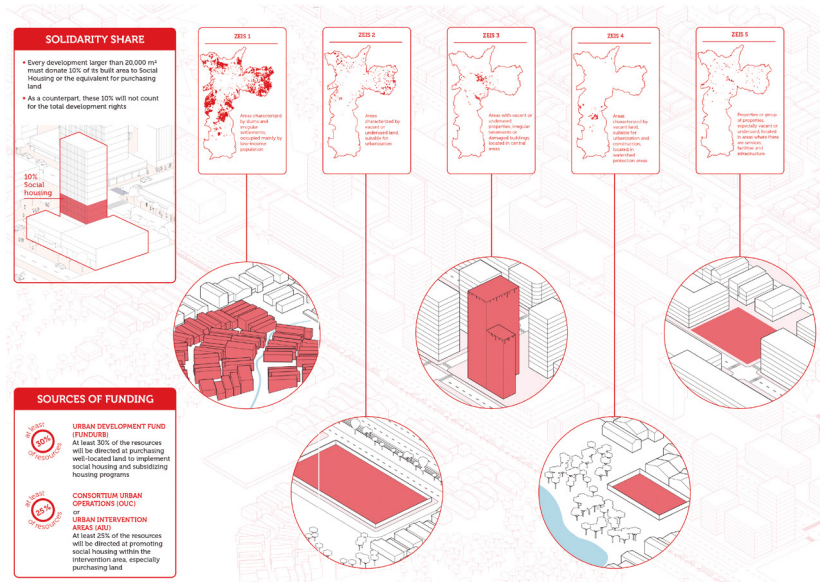 SOLIDARITY SHARE
• Every development larger than 20,000 m²
must donate 10% of its built area to Social
Housing or the equivalent for purchasing
land
• As a counterpart, these 10% will not count
for the total development rights
10%
Social
housing
ZEIS 1
Areas characterized
by slums and
irregular
settlements,
occupied mainly by
low-income
population
ZEIS 2
Areas
characterized by
vacant or
underused land,
suitable for
urbanization
ZEIS 3
Areas with vacant or
underused
properties, irregular
tenements or
damaged buildings
located in central
areas
ZEIS 4
Areas
characterized by
vacant land,
suitable for
urbanization and
construction,
located in
watershed
protection areas
ZEIS 5
Properties or group
of properties,
especially vacant or
underused, located
in areas where there
are services,
facilities and
infrastructure
SOURCES OF FUNDING
at least
30%
of resources
URBAN DEVELOPMENT FUND
(FUNDURB)
At least 30% of the resources
will be directed at purchasing
well-located land to implement
social housing and subsidizing
housing programs
at least
25%
of resources
CONSORTIUM URBAN
OPERATIONS (OUC)
or
URBAN INTERVENTION
AREAS (AIU)
At least 25% of the resources
will be directed at promoting
social housing within the
intervention area, especially
purchasing land